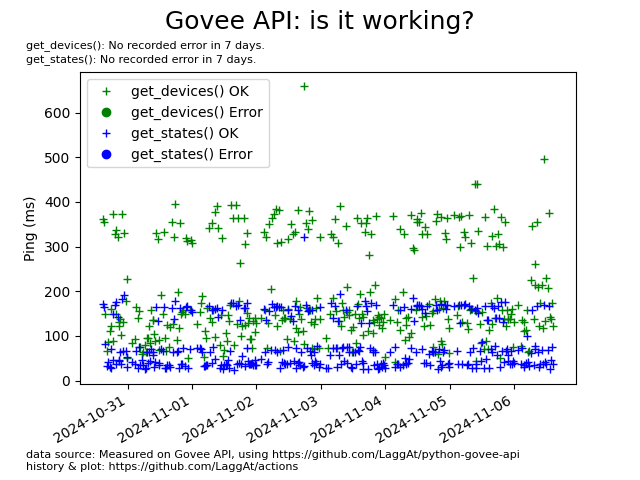 Govee API: is it working?
get_devices(): No recorded error in 7 days.
get_states(): No recorded error in 7 days.
get_devices() OK
get_devices() Error
get_states() OK
get_states() Error
Ping (ms)
600
500
400
300
200
100
0
2024-10-31
2024-11-01
2024-11-02
2024-11-03
2024-11-04
2024-11-05
2024-11-06
data source: Measured on Govee API, using https://github.com/LaggAt/python-govee-api
history & plot: https://github.com/LaggAt/actions